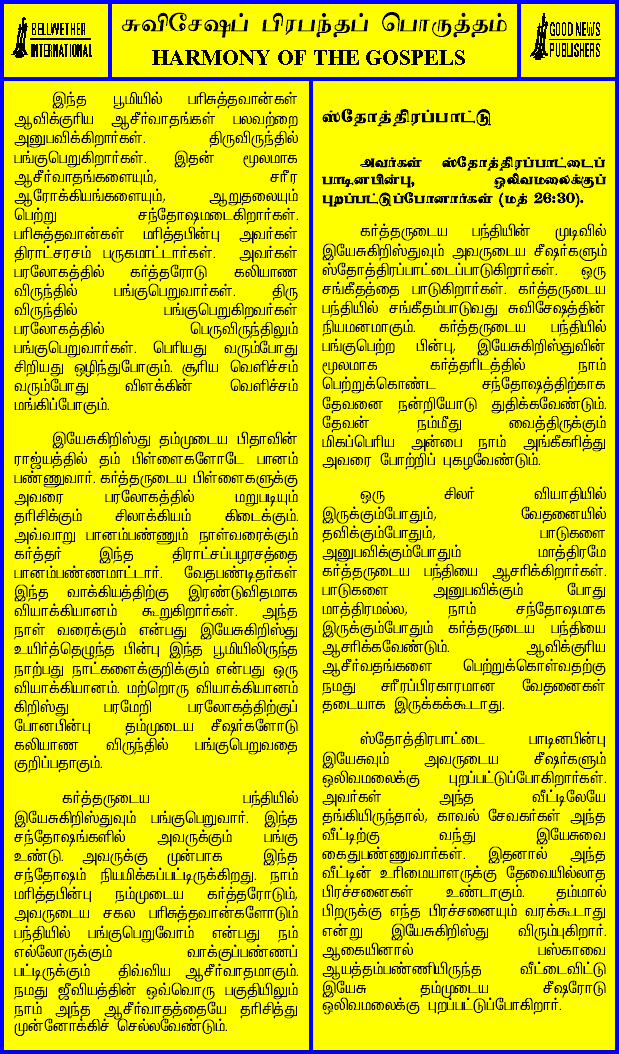 BELLWETHER
INTERNATIONAL
சுவிசேஷப் பிரபந்தப் பொருத்தம்
HARMONY OF THE GOSPELS
GOOD NEWS
PUBLISHERS
இந்த பூமியில் பரிசுத்தவான்கள்
ஆவிக்குரிய ஆசீர்வாதங்கள் பலவற்றை
அனுபவிக்கிறார்கள். திருவிருந்தில்
பங்குபெறுகிறார்கள். இதன் மூலமாக
ஆசீர்வாதங்களையும், சரீர
ஆரோக்கியங்களையும், ஆறுதலையும்
பெற்று சந்தோஷமடைகிறார்கள்.
பரிசுத்தவான்கள் மரித்தபின்பு அவர்கள்
திராட்சரசம் பருகமாட்டார்கள். அவர்கள்
பரலோகத்தில் கர்த்தரோடு கலியாண
விருந்தில் பங்குபெறுவார்கள். திரு
விருந்தில் பங்குபெறுகிறவர்கள்
பரலோகத்தில் பெருவிருந்திலும்
பங்குபெறுவார்கள். பெரியது வரும்போது
சிறியது ஒழிந்துபோகும். சூரிய வெளிச்சம்
வரும்போது விளக்கின் வெளிச்சம்
மங்கிப்போகும்.
இயேசுகிறிஸ்து தம்முடைய பிதாவின்
ராஜ்யத்தில் தம் பிள்ளைகளோடே பானம்
பண்ணுவார். கர்த்தருடைய பிள்ளைகளுக்கு
அவரை பரலோகத்தில் மறுபடியும்
தரிசிக்கும் சிலாக்கியம் கிடைக்கும்.
அவ்வாறு பானம்பண்ணும் நாள்வரைக்கும்
கர்த்தர் இந்த திராட்சப்பழரசத்தை
பானம்பண்ணமாட்டார். வேதபண்டிதர்கள்
இந்த வாக்கியத்திற்கு இரண்டுவிதமாக
வியாக்கியானம் கூறுகிறார்கள். அந்த
நாள் வரைக்கும் என்பது இயேசுகிறிஸ்து
உயிர்த்தெழுந்த பின்பு இந்த பூமியிலிருந்த
நாற்பது நாட்களைக்குறிக்கும் என்பது ஒரு
வியாக்கியானம். மற்றொரு வியாக்கியானம்
கிறிஸ்து பரமேறி பரலோகத்திற்குப்
போனபின்பு தம்முடைய சீஷர்களோடு
கலியாண விருந்தில் பங்குபெறுவதை
குறிப்பதாகும்.
கர்த்தருடைய பந்தியில்
இயேசுகிறிஸ்துவும் பங்குபெறுவார். இந்த
சந்தோஷங்களில் அவருக்கும் பங்கு
உண்டு. அவருக்கு முன்பாக இந்த
சந்தோஷம் நியமிக்கப்பட்டிருக்கிறது. நாம்
மரித்தபின்பு நம்முடைய கர்த்தரோடும்,
அவருடைய சகல பரிசுத்தவான்களோடும்
பந்தியில் பங்குபெறுவோம் என்பது நம்
எல்லோருக்கும் வாக்குப்பண்ணப்
பட்டிருக்கும் திவ்விய ஆசீர்வாதமாகும்.
நமது ஜீவியத்தின் ஒவ்வொரு பகுதியிலும்
நாம் அந்த ஆசீர்வாதத்தையே தரிசித்து
முன்னோக்கிச் செல்லவேண்டும்.
ஸ்தோத்திரப்பாட்டு
அவர்கள் ஸ்தோத்திரப்பாட்டைப்
பாடினபின்பு, ஒலிவமலைக்குப்
புறப்பட்டுப்போனார்கள் (மத் 26:30).
கர்த்தருடைய பந்தியின் முடிவில்
இயேசுகிறிஸ்துவும் அவருடைய சீஷர்களும்
ஸ்தோத்திரப்பாட்டைப்பாடுகிறார்கள். ஒரு
சங்கீதத்தை பாடுகிறார்கள். கர்த்தருடைய
பந்தியில் சங்கீதம்பாடுவது சுவிசேஷத்தின்
நியமனமாகும். கர்த்தருடைய பந்தியில்
பங்குபெற்ற பின்பு, இயேசுகிறிஸ்துவின்
மூலமாக கர்த்தரிடத்தில் நாம்
பெற்றுக்கொண்ட சந்தோஷத்திற்காக
தேவனை நன்றியோடு துதிக்கவேண்டும்.
தேவன் நம்மீது வைத்திருக்கும்
மிகப்பெரிய அன்பை நாம் அங்கீகரித்து
அவரை போற்றிப் புகழவேண்டும்.
ஒரு சிலர் வியாதியில்
இருக்கும்போதும், வேதனையில்
தவிக்கும்போதும், பாடுகளை
அனுபவிக்கும்போதும் மாத்திரமே
கர்த்தருடைய பந்தியை ஆசரிக்கிறார்கள்.
பாடுகளை அனுபவிக்கும் போது
மாத்திரமல்ல, நாம் சந்தோஷமாக
இருக்கும்போதும் கர்த்தருடைய பந்தியை
ஆசரிக்கவேண்டும். ஆவிக்குரிய
ஆசீர்வதங்களை பெற்றுக்கொள்வதற்கு
நமது சரீரப்பிரகாரமான வேதனைகள்
தடையாக இருக்கக்கூடாது.
ஸ்தோத்திரபாட்டை பாடினபின்பு
இயேசுவும் அவருடைய சீஷர்களும்
ஒலிவமலைக்கு புறப்பட்டுப்போகிறார்கள்.
அவர்கள் அந்த வீட்டிலேயே
தங்கியிருந்தால், காவல் சேவகர்கள் அந்த
வீட்டிற்கு வந்து இயேசுவை
கைதுபண்ணுவார்கள். இதனால் அந்த
வீட்டின் உரிமையாளருக்கு தேவையில்லாத
பிரச்சனைகள் உண்டாகும். தம்மால்
பிறருக்கு எந்த பிரச்சனையும் வரக்கூடாது
என்று இயேசுகிறிஸ்து விரும்புகிறார்.
ஆகையினால் பஸ்காவை
ஆயத்தம்பண்ணியிருந்த வீட்டைவிட்டு
இயேசு தம்முடைய சீஷரோடு
ஒலிவமலைக்கு புறப்பட்டுப்போகிறார்.